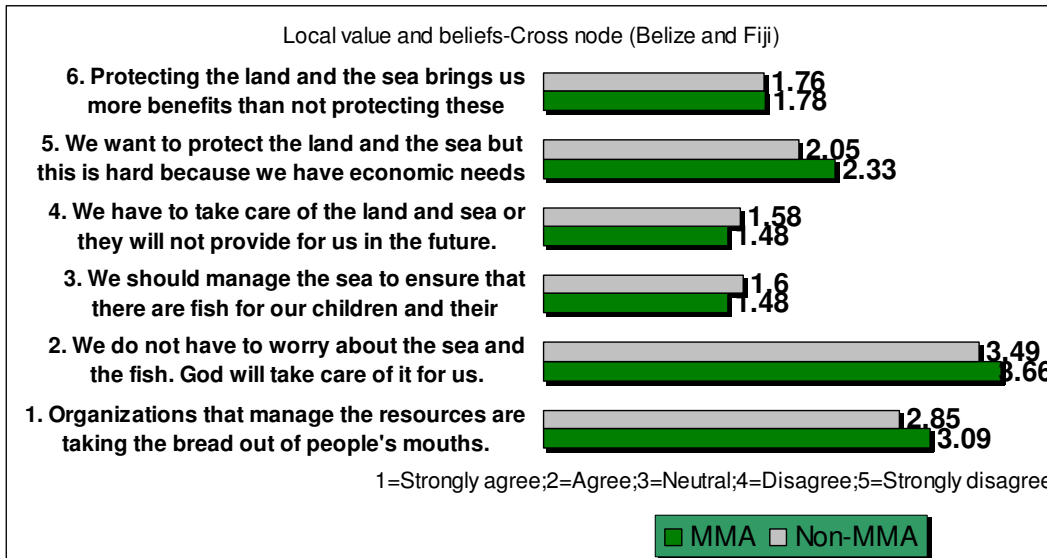 Local value and beliefs-Cross node (Belize and Fiji)
6. Protecting the land and the sea brings us
more benefits than not protecting these
1.76
1.78
5. We want to protect the land and the sea but
this is hard because we have economic needs
2.05
2.33
4. We have to take care of the land and sea or
they will not provide for us in the future.
1.58
1.48
3. We should manage the sea to ensure that
there are fish for our children and their
1.6
1.48
2. We do not have to worry about the sea and
the fish. God will take care of it for us.
3.49
3.66
1. Organizations that manage the resources are
taking the bread out of people's mouths.
2.85
3.09
1=Strongly agree;2=Agree;3=Neutral;4=Disagree;5=Strongly disagree
MMA Non-MMA